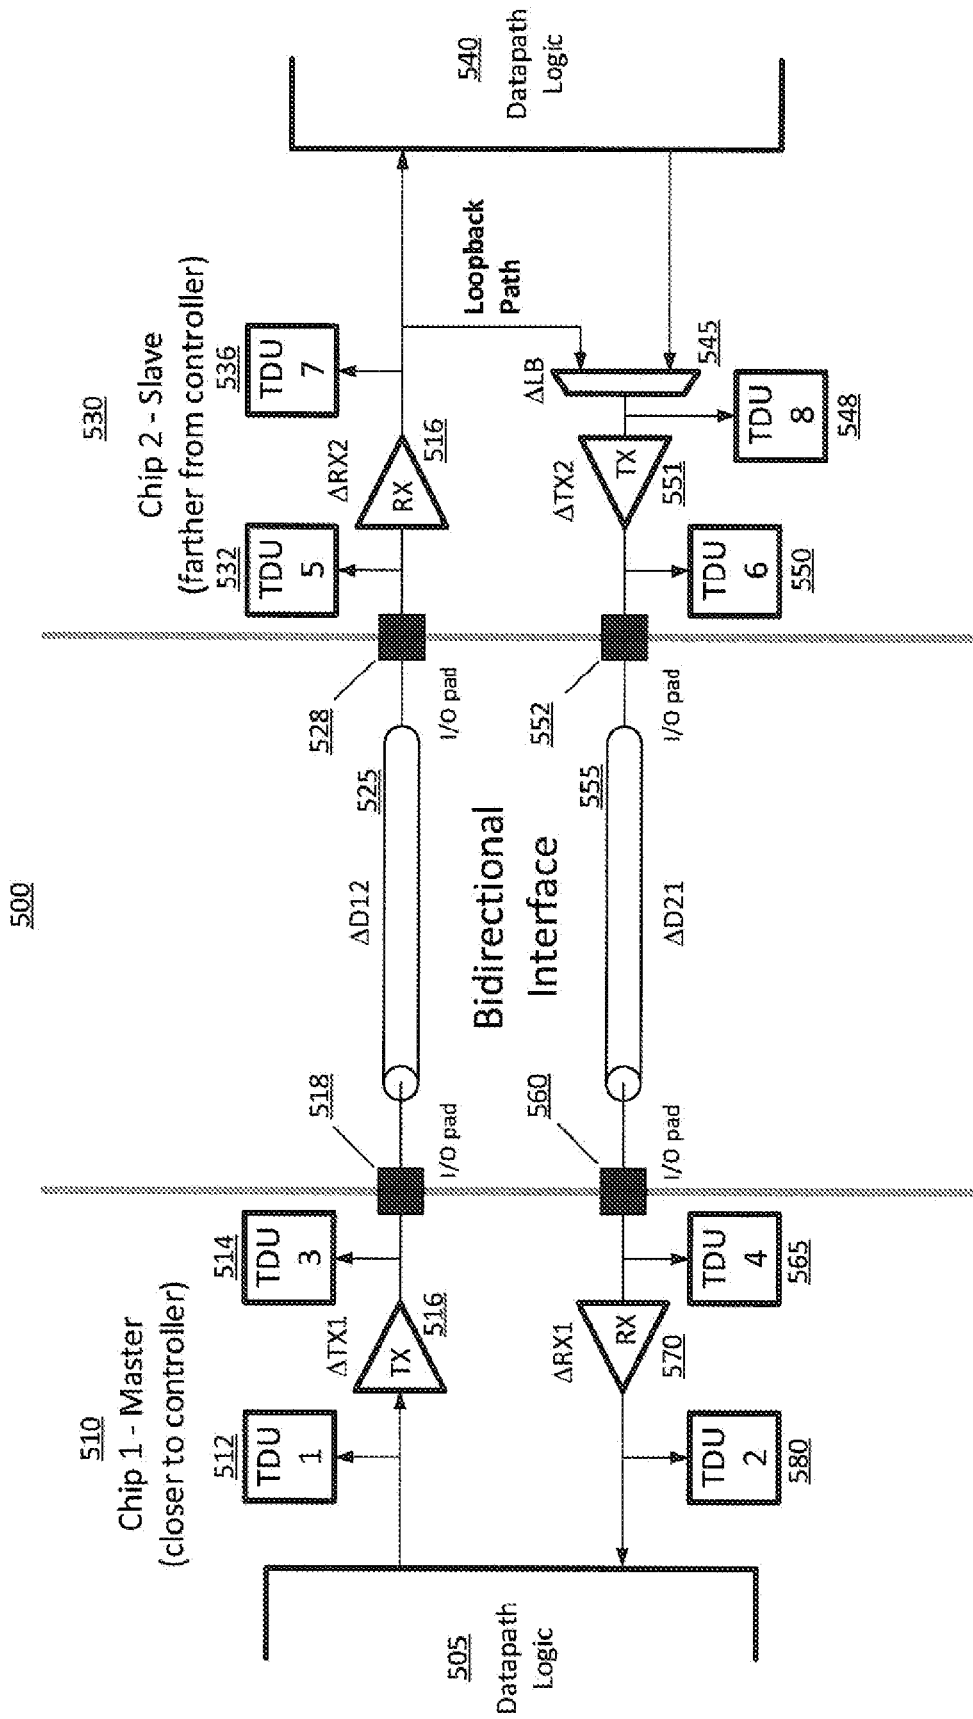 500
510
Chip 1 - Master
(closer to controller)
530
Chip 2 - Slave
(farther from controller)
512
TDU
1
514
TDU
3
532
TDU
5
536
TDU
7
ΔTX1
TX
516
518
I/O pad
ΔD12
525
528
I/O pad
ΔRX2
RX
516
505
Datapath
Logic
Bidirectional
Interface
Loopback
Path
540
Datapath
Logic
ΔRX1
RX
570
560
I/O pad
555
ΔD21
552
I/O pad
ΔTX2
TX
551
ΔLB
545
TDU
2
580
TDU
4
565
TDU
6
550
TDU
8
548